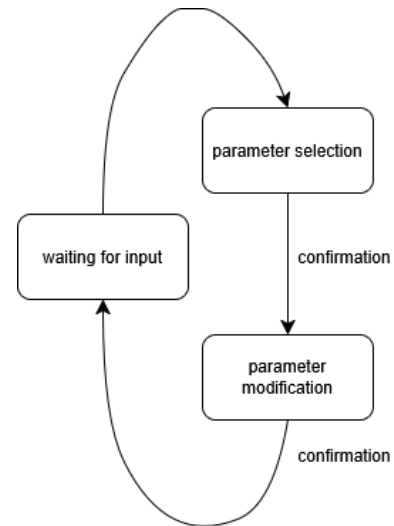 parameter selection
waiting for input
confirmation
parameter
modification
confirmation